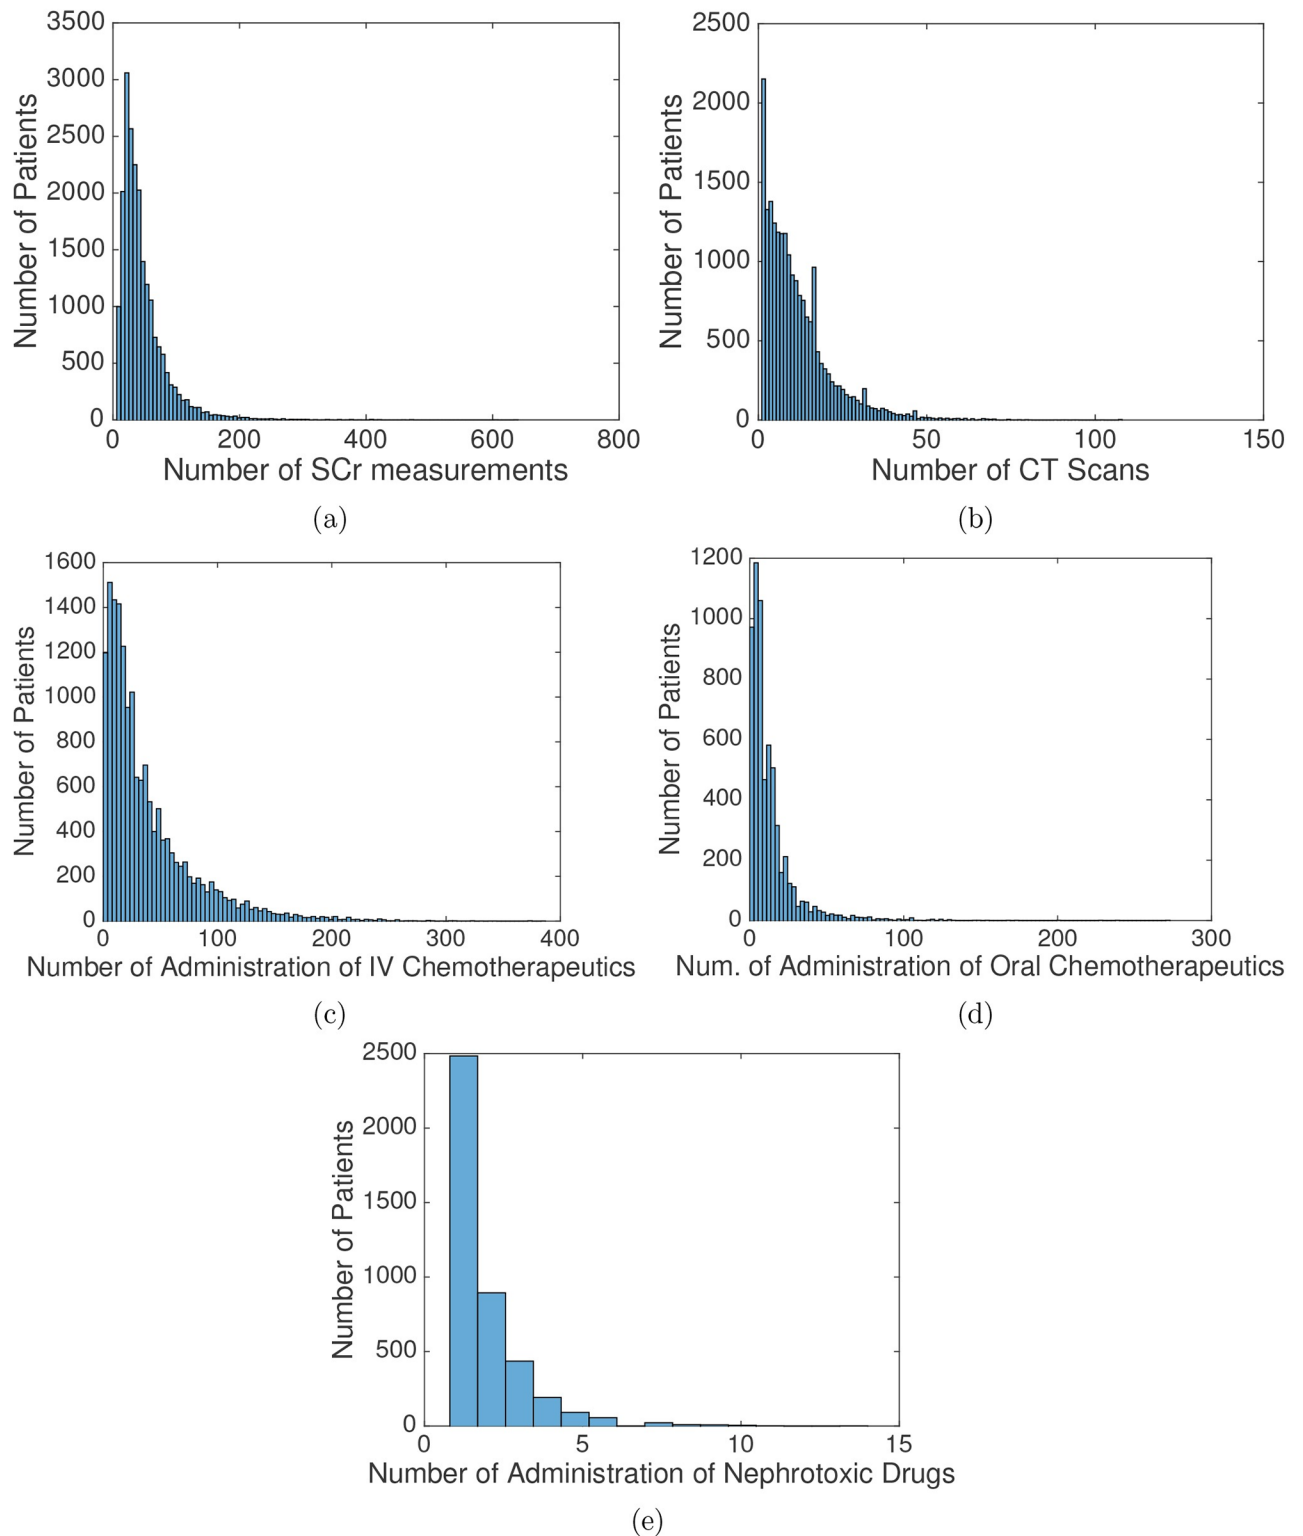 3500
3000
2500
2000
1500
1000
500
0
Number of Patients
0 200 400 600 800
Number of SCr measurements
(a)
2500
2000
1500
1000
500
0
Number of Patients
0 50 100 150
Number of CT Scans
(b)
1600
1400
1200
1000
800
600
400
200
0
Number of Patients
0 100 200 300 400
Number of Administration of IV Chemotherapeutics
(c)
1200
1000
800
600
400
200
0
Number of Patients
0 100 200 300
Num. of Administration of Oral Chemotherapeutics
(d)
2500
2000
1500
1000
500
0
Number of Patients
0 5 10 15
Number of Administration of Nephrotoxic Drugs
(e)